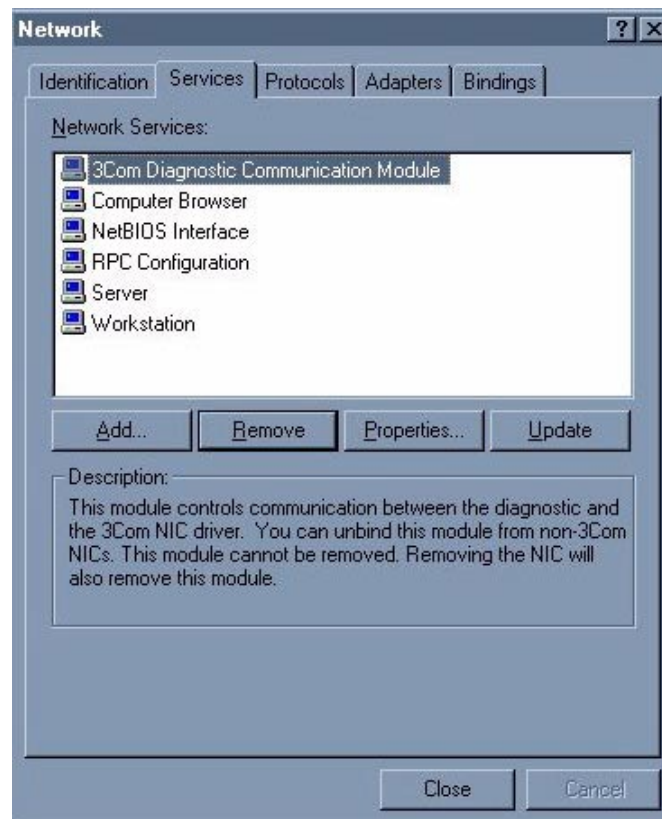 Network
Identification Services Protocols Adapters Bindings
Network Services:
3Com Diagnostic Communication Module
Computer Browser
NetBIOS Interface
RPC Configuration
Server
Workstation
Add... Remove Properties... Update
Description:
This module controls communication between the diagnostic and
the 3Com NIC driver. You can unbind this module from non-3Com
NICs. This module cannot be removed. Removing the NIC will
also remove this module.
Close Cancel